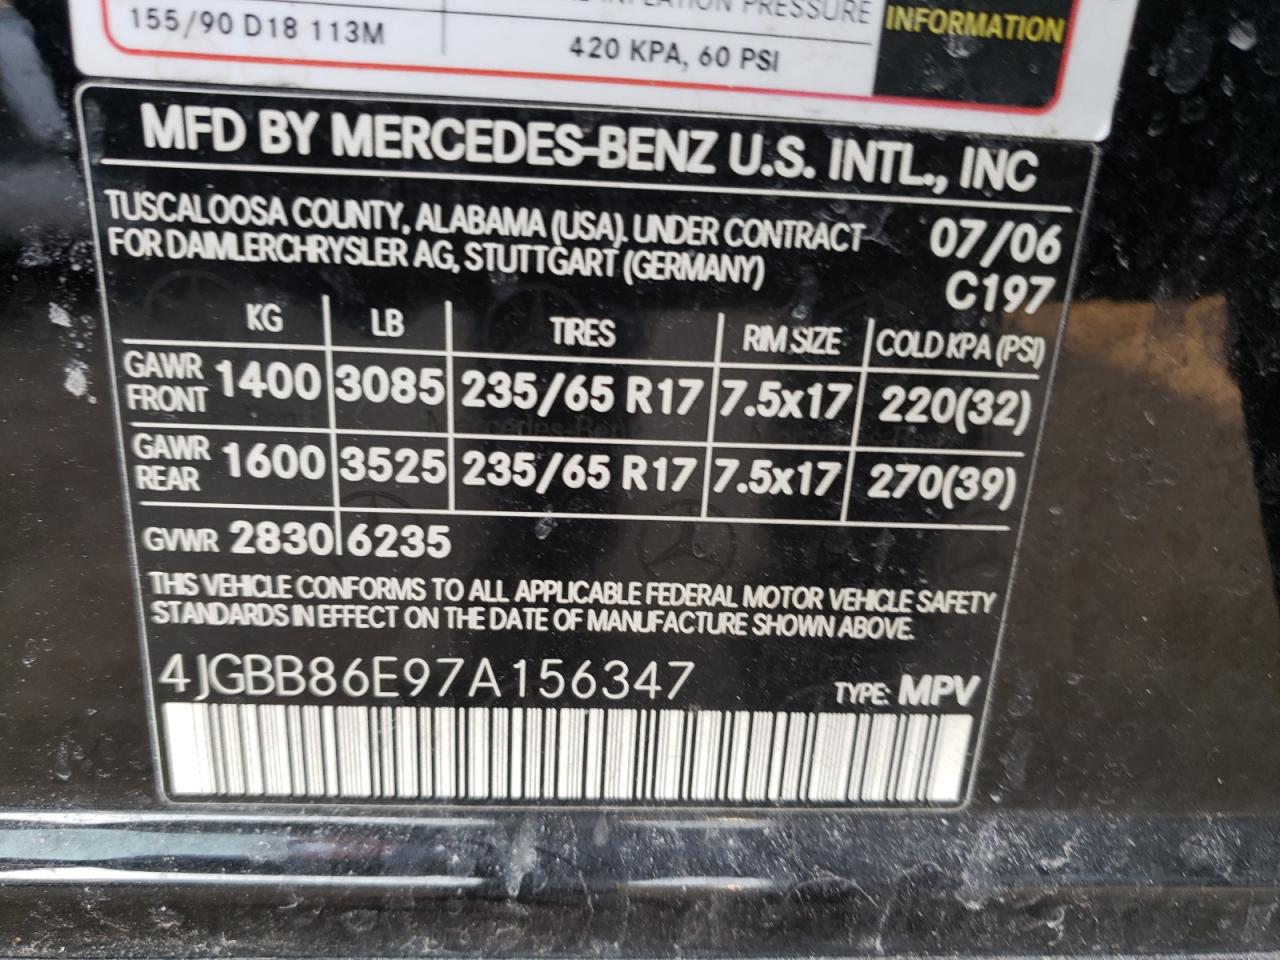 INFLATION PRESSURE
155/90 D18 113M
420 KPA, 60 PSI
INFORMATION
MFD BY MERCEDES-BENZ U.S. INTL., INC
TUSCALOOSA COUNTY, ALABAMA (USA). UNDER CONTRACT 07/06
FOR DAIMLERCHRYSLER AG, STUTTGART (GERMANY) C197
KG LB TIRES RIM SIZE COLD KPA (PSI)
GAWR FRONT 1400 3085 235/65 R17 7.5x17 220(32)
GAWR REAR 1600 3525 235/65 R17 7.5x17 270(39)
GVWR 2830 6235
THIS VEHICLE CONFORMS TO ALL APPLICABLE FEDERAL MOTOR VEHICLE SAFETY
STANDARDS IN EFFECT ON THE DATE OF MANUFACTURE SHOWN ABOVE.
4JGBB86E97A156347 TYPE: MPV